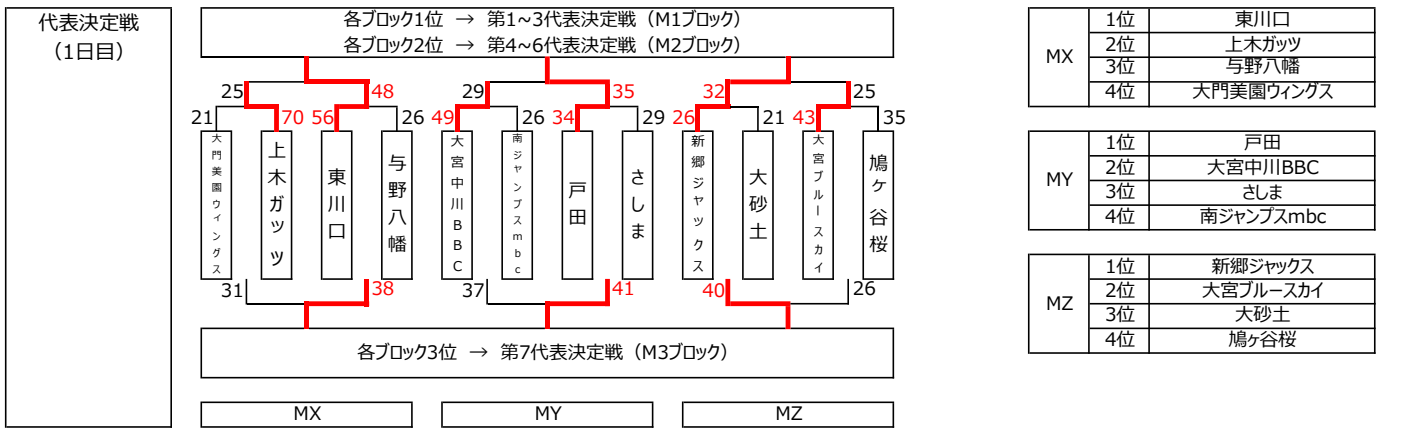 代表決定戦
（1日目）
各ブロック1位 → 第1~3代表決定戦（M1ブロック）
各ブロック2位 → 第4~6代表決定戦（M2ブロック）
25 48 29 35 32 25
21 70 56 26 49 26 34 29 26 21 43 35
大門美園ウィングス
上木ガッツ
東川口
与野八幡
大宮中川BBC
南ジャンプスmbc
戸田
さしま
新郷ジャックス
大砂土
大宮ブルースカイ
鳩ヶ谷桜
31 38 37 41 40 26
各ブロック3位 → 第7代表決定戦（M3ブロック）
MX MY MZ
MX
1位 東川口
2位 上木ガッツ
3位 与野八幡
4位 大門美園ウィングス
MY
1位 戸田
2位 大宮中川BBC
3位 さしま
4位 南ジャンプスmbc
MZ
1位 新郷ジャックス
2位 大宮ブルースカイ
3位 大砂土
4位 鳩ヶ谷桜